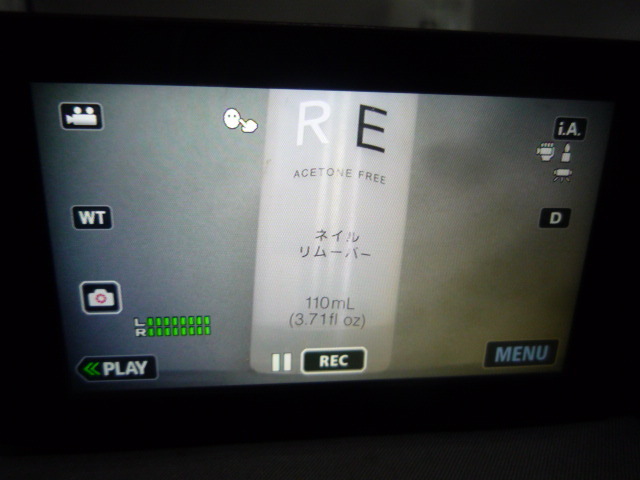 R E
i.A.
ACETONE FREE
WT
D
ネイル
リムーバー
110mL
(3.71fl oz)
L
R
PLAY
REC
MENU